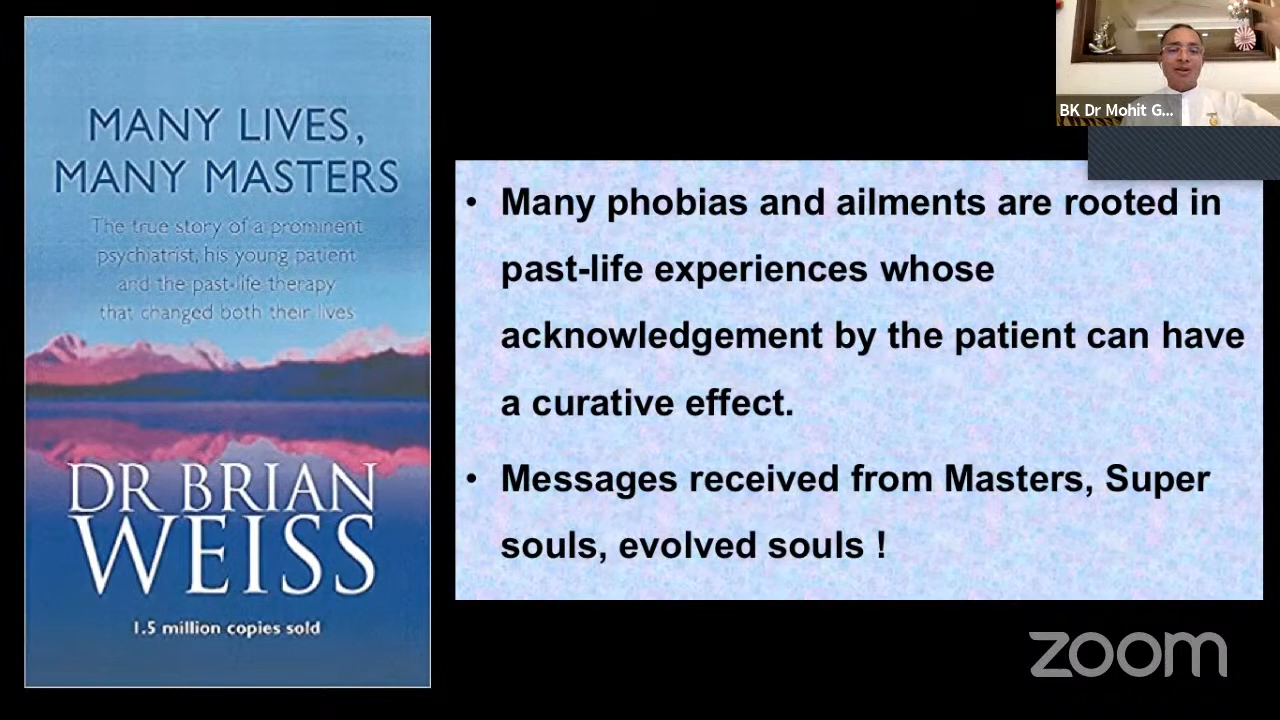 MANY LIVES,
MANY MASTERS
The true story of a prominent
psychiatrist, his young patient
and the past-life therapy
that changed both their lives
DR BRIAN
WEISS
1.5 million copies sold
• Many phobias and ailments are rooted in
past-life experiences whose
acknowledgement by the patient can have
a curative effect.
• Messages received from Masters, Super
souls, evolved souls !
BK Dr Mohit G...
zoom